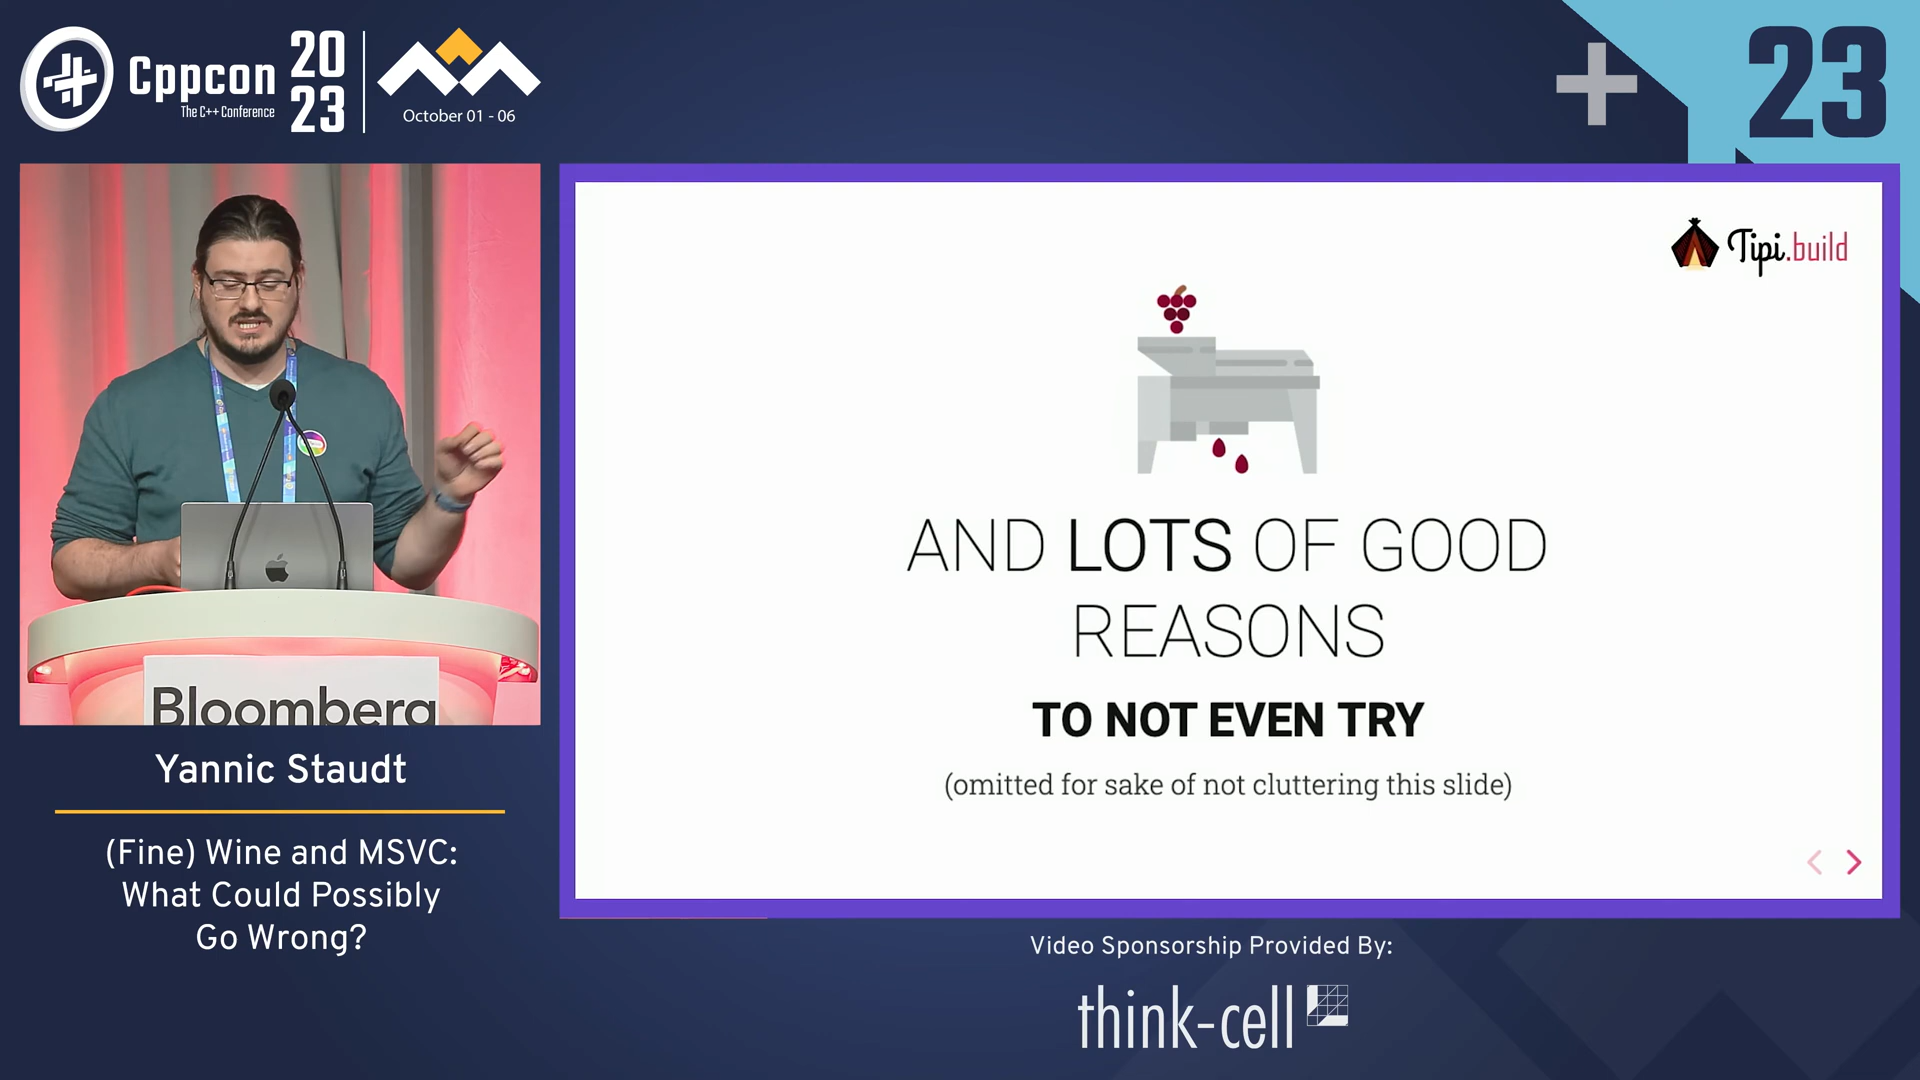 Cppcon
The C++ Conference
20
23
October 01 - 06
23
Tipi.build
AND LOTS OF GOOD
REASONS
TO NOT EVEN TRY
(omitted for sake of not cluttering this slide)
Bloomberg
Yannic Staudt
(Fine) Wine and MSVC:
What Could Possibly
Go Wrong?
Video Sponsorship Provided By:
think-cell